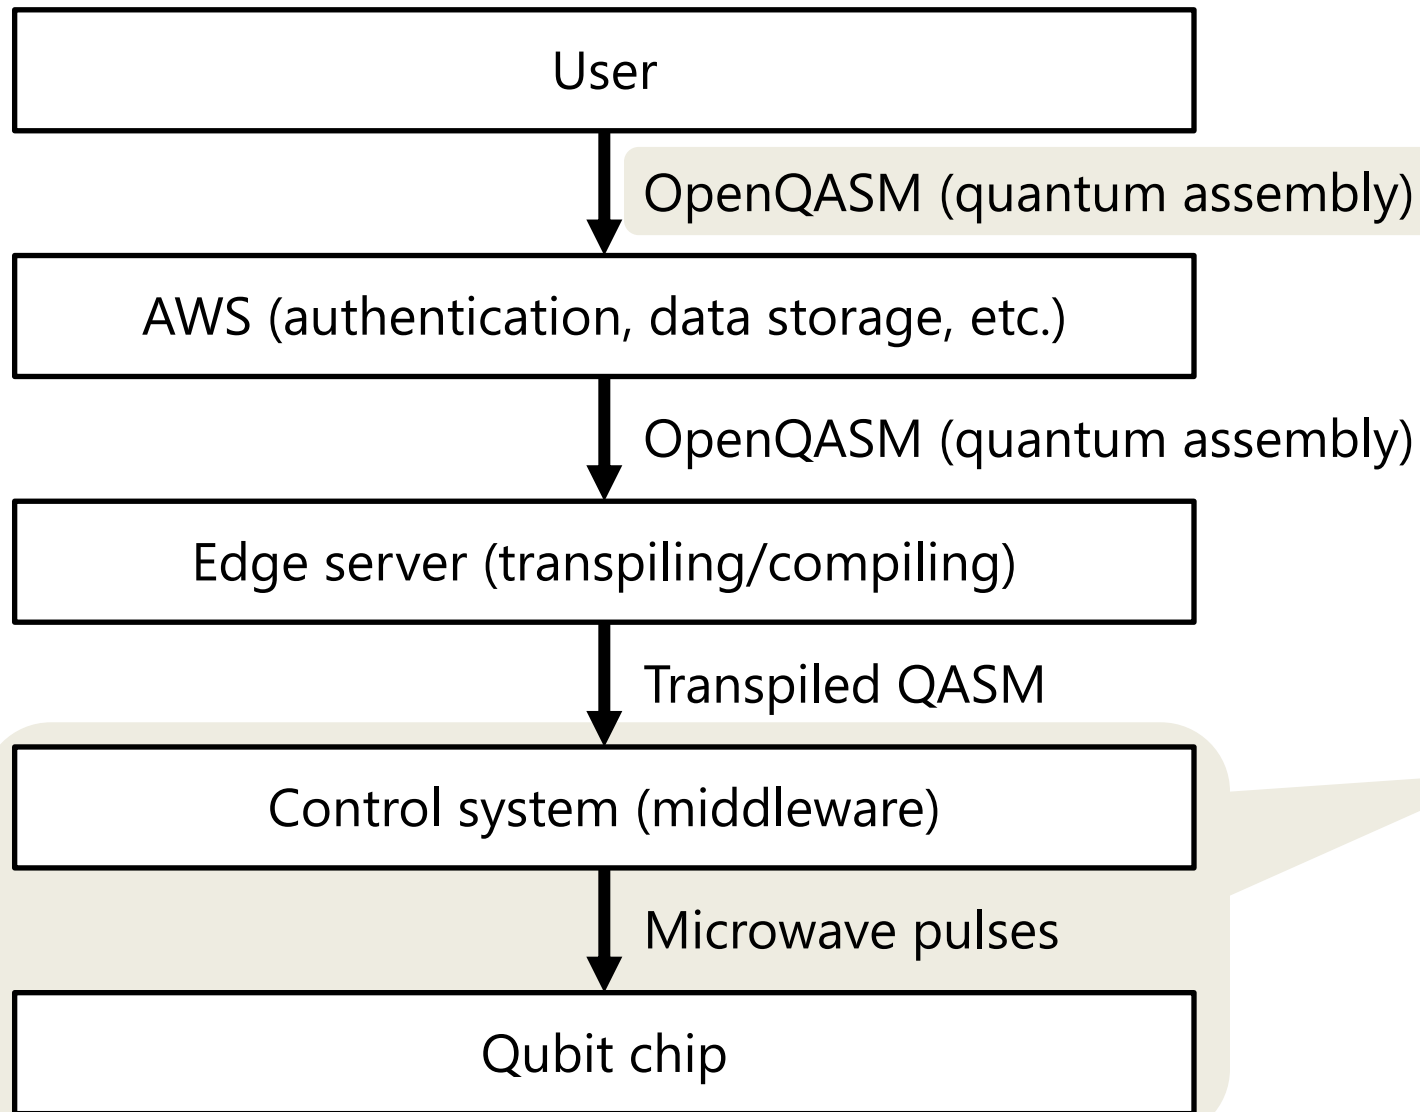 User
OpenQASM (quantum assembly)
AWS (authentication, data storage, etc.)
OpenQASM (quantum assembly)
Edge server (transpiling/compiling)
Transpiled QASM
Control system (middleware)
Microwave pulses
Qubit chip